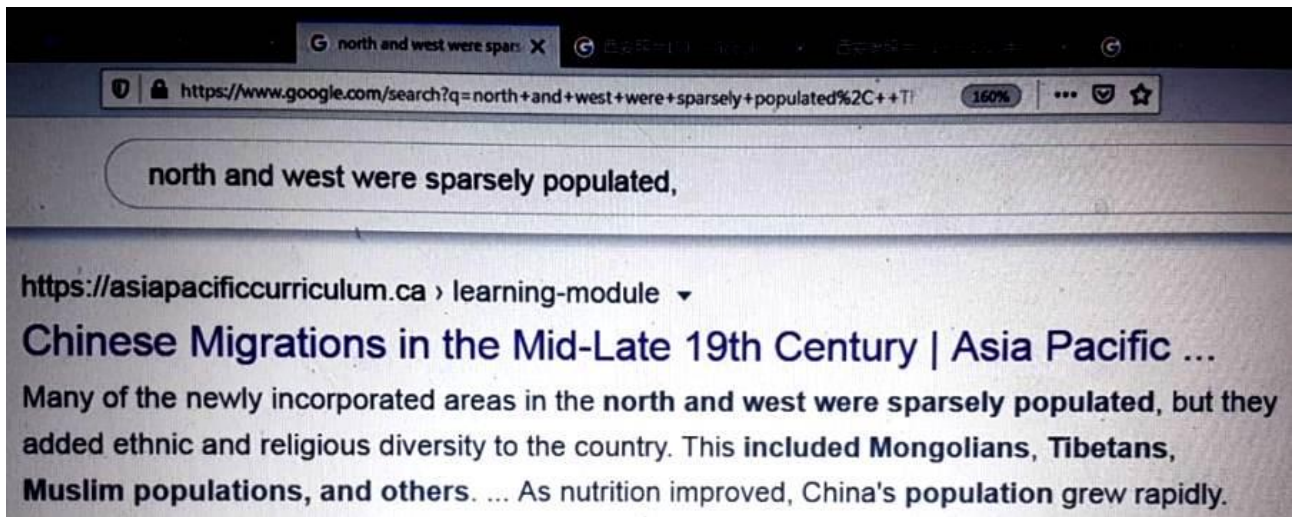 north and west were spars
https://www.google.com/search?q=north+and+west+were+sparsely+populated%2C++Th
160%
north and west were sparsely populated,
https://asiapacificcurriculum.ca › learning-module
Chinese Migrations in the Mid-Late 19th Century | Asia Pacific ...
Many of the newly incorporated areas in the north and west were sparsely populated, but they
added ethnic and religious diversity to the country. This included Mongolians, Tibetans,
Muslim populations, and others. ... As nutrition improved, China's population grew rapidly.